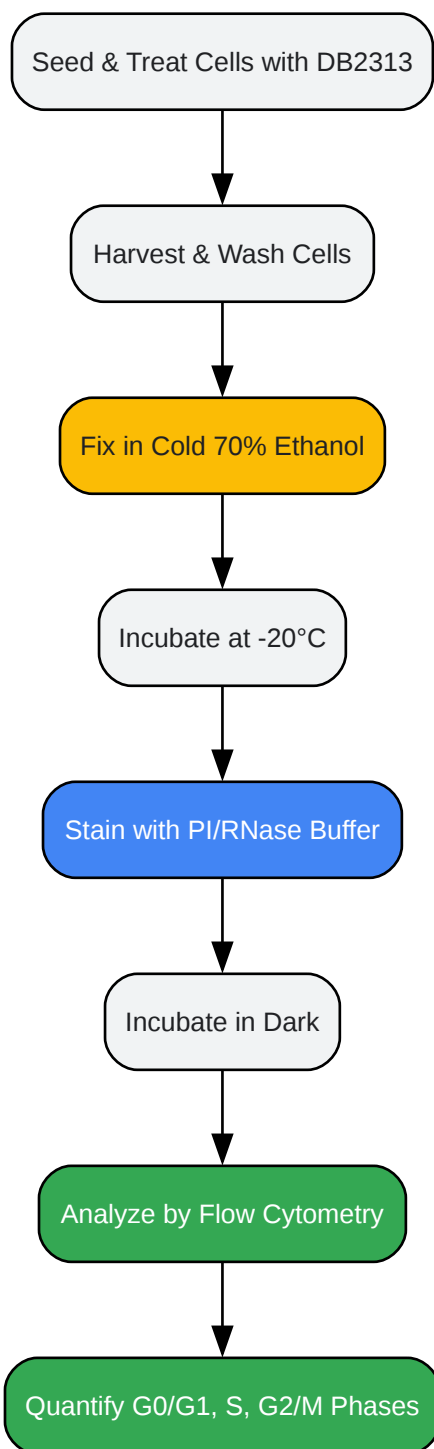 Seed & Treat Cells with DB2313
Harvest & Wash Cells
Fix in Cold 70% Ethanol
Incubate at -20°C
Stain with PI/RNase Buffer
Incubate in Dark
Analyze by Flow Cytometry
Quantify G0/G1, S, G2/M Phases